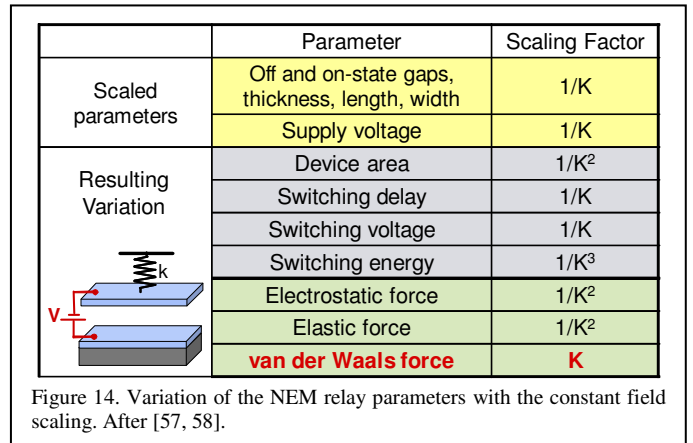 Parameter Scaling Factor
Scaled
parameters
Off and on-state gaps,
thickness, length, width
1/K
Supply voltage 1/K
Resulting
Variation
Device area 1/K²
Switching delay 1/K
Switching voltage 1/K
Switching energy 1/K³
k
V
Electrostatic force 1/K²
Elastic force 1/K²
van der Waals force K
Figure 14. Variation of the NEM relay parameters with the constant field
scaling. After [57, 58].